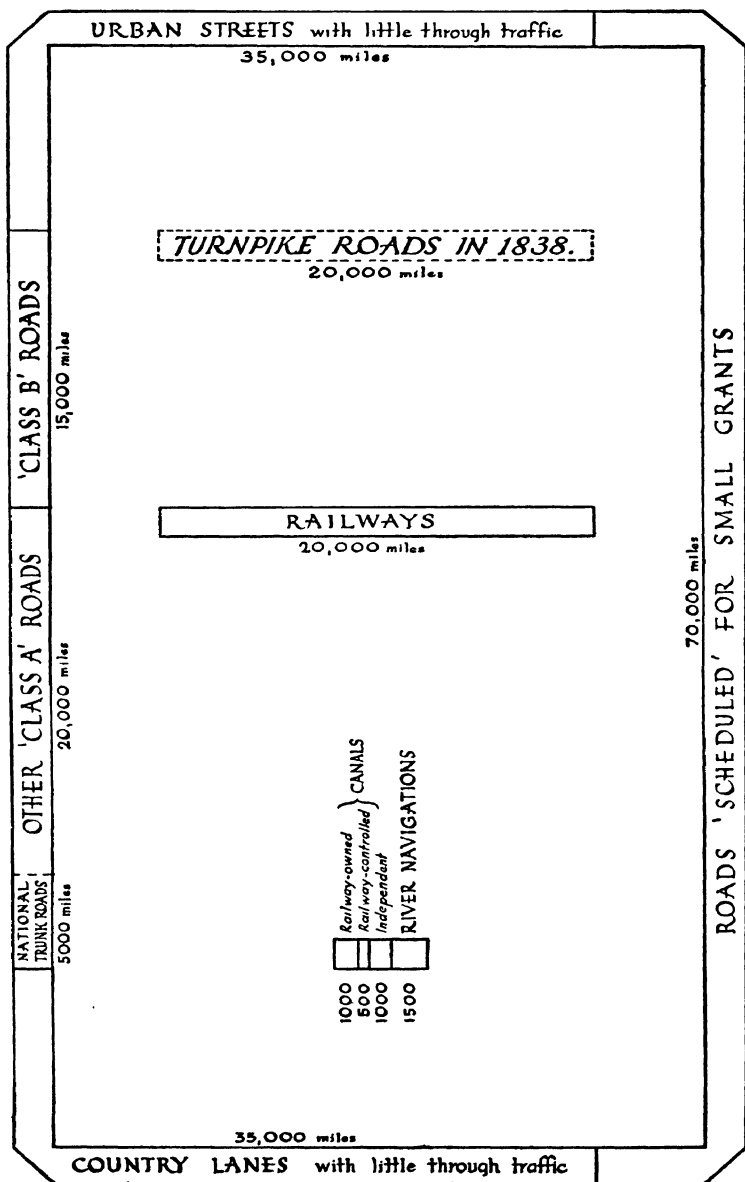 URBAN STREETS with little through traffic
35,000 miles
TURNPIKE ROADS IN 1838.
20,000 miles
'CLASS B' ROADS
15,000 miles
RAILWAYS
20,000 miles
OTHER 'CLASS A' ROADS
20,000 miles
NATIONAL
TRUNK ROADS
5000 miles
Railway-owned
Railway-controlled
Independent
CANALS
RIVER NAVIGATIONS
1000
500
1000
1500
70,000 miles
ROADS 'SCHEDULED' FOR SMALL GRANTS
35,000 miles
COUNTRY LANES with little through traffic